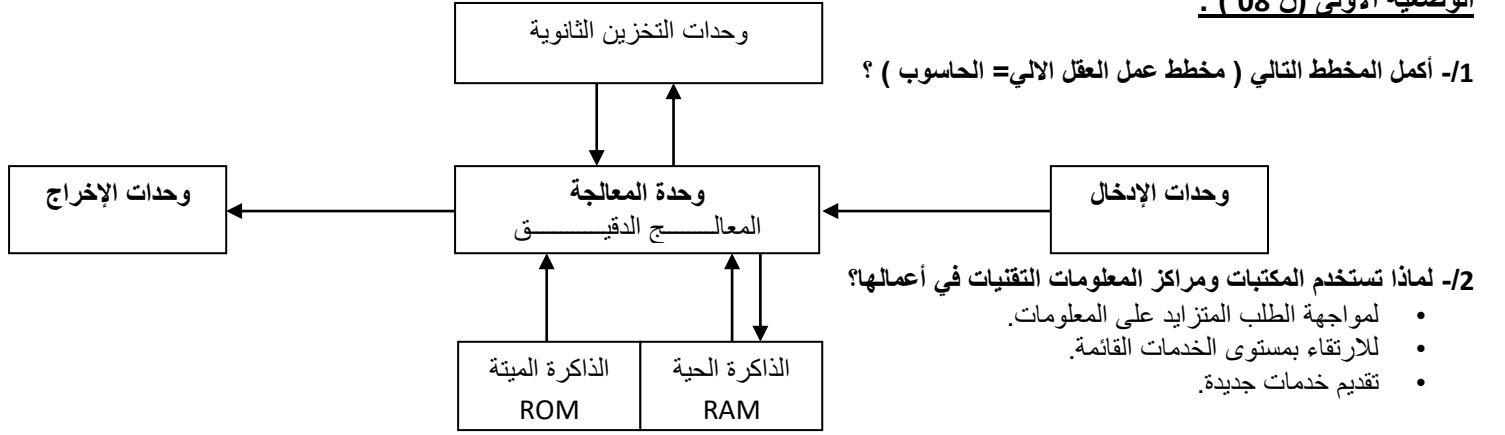 الوضعية الأولى (ن 08 ) :
1/- أكمل المخطط التالي ( مخطط عمل العقل الالي= الحاسوب ) ؟
وحدات التخزين الثانوية
وحدات الإدخال
وحدة المعالجة
المعالـــــــج الدقيـــــــــــق
وحدات الإخراج
الذاكرة الحية
RAM
الذاكرة الميتة
ROM
2/- لماذا تستخدم المكتبات ومراكز المعلومات التقنيات في أعمالها؟
• لمواجهة الطلب المتزايد على المعلومات.
• للارتقاء بمستوى الخدمات القائمة.
• تقديم خدمات جديدة.